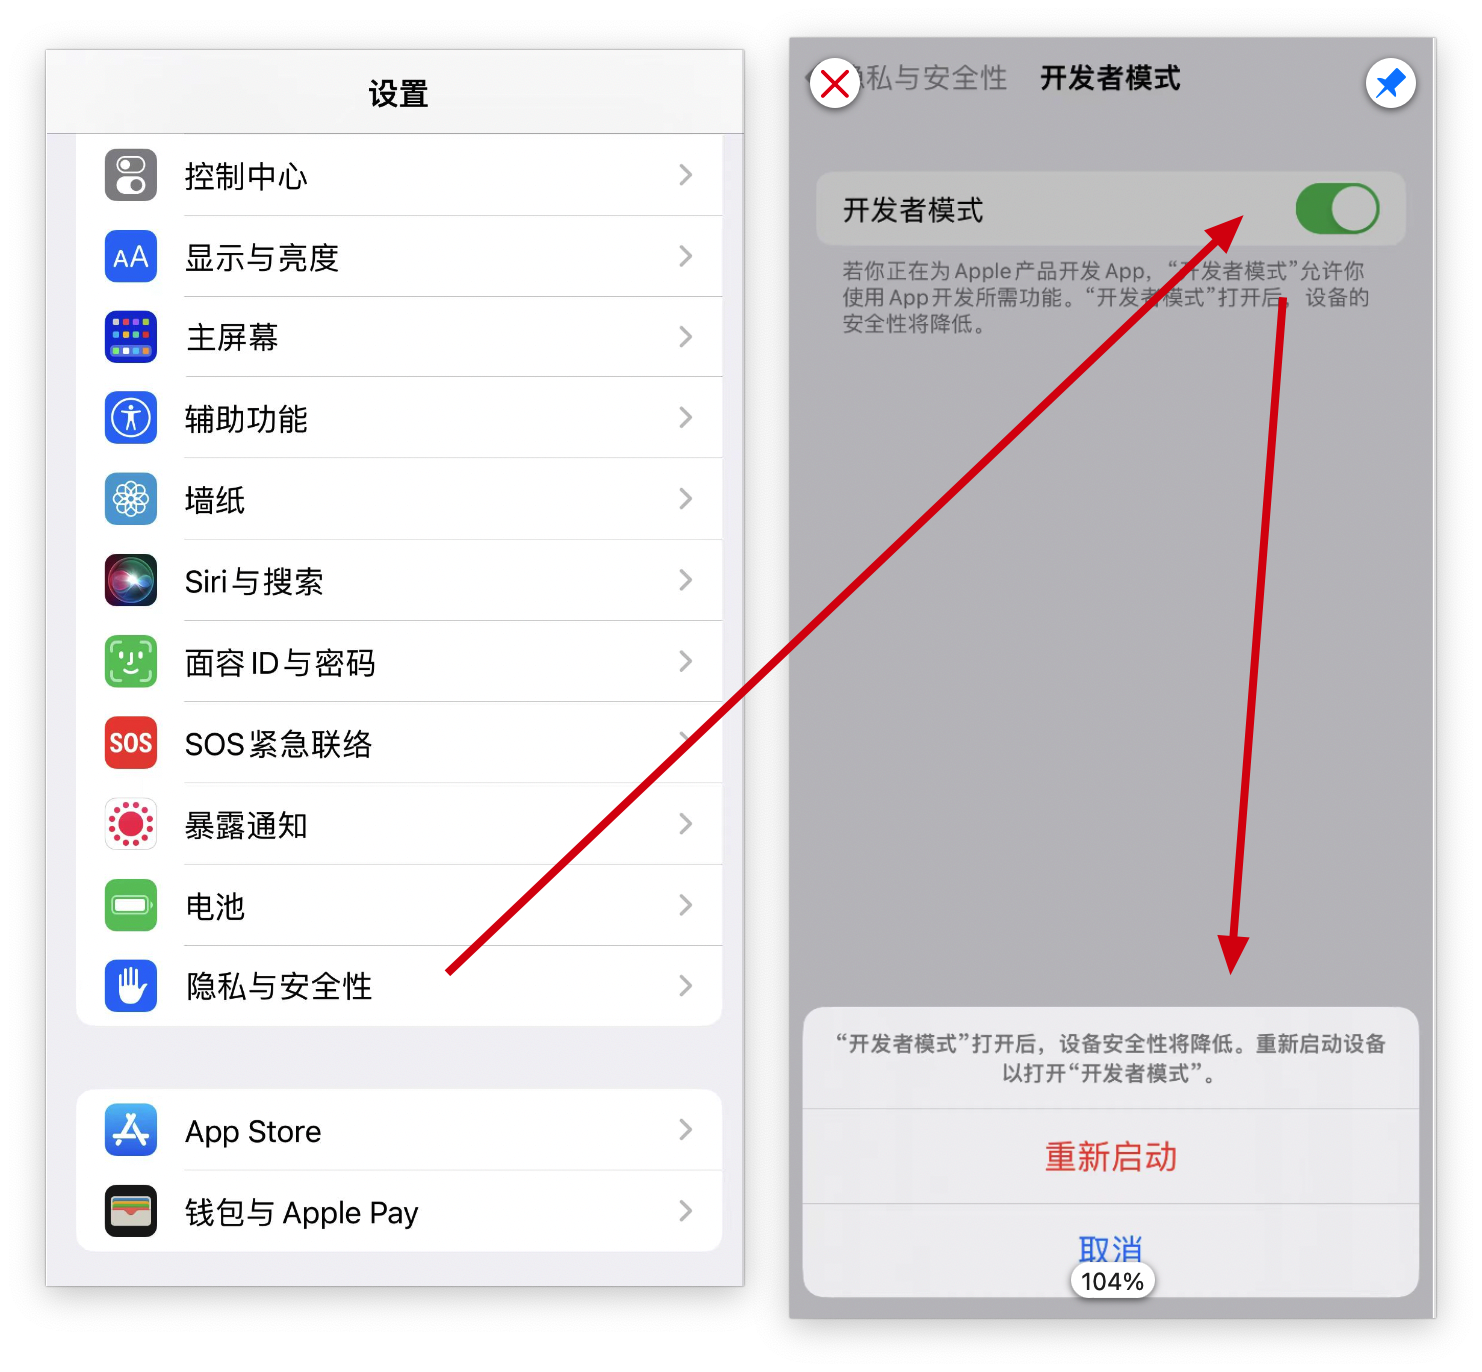 设置
控制中心
AA
显示与亮度
主屏幕
辅助功能
墙纸
Siri与搜索
面容ID与密码
SOS
SOS紧急联络
暴露通知
电池
隐私与安全性
App Store
钱包与 Apple Pay
私与安全性
开发者模式
开发者模式
若你正在为Apple产品开发App，“开发者模式”允许你
使用App开发所需功能。“开发者模式”打开后，设备的
安全性将降低。
“开发者模式”打开后，设备安全性将降低。重新启动设备
以打开“开发者模式”。
重新启动
取消
104%